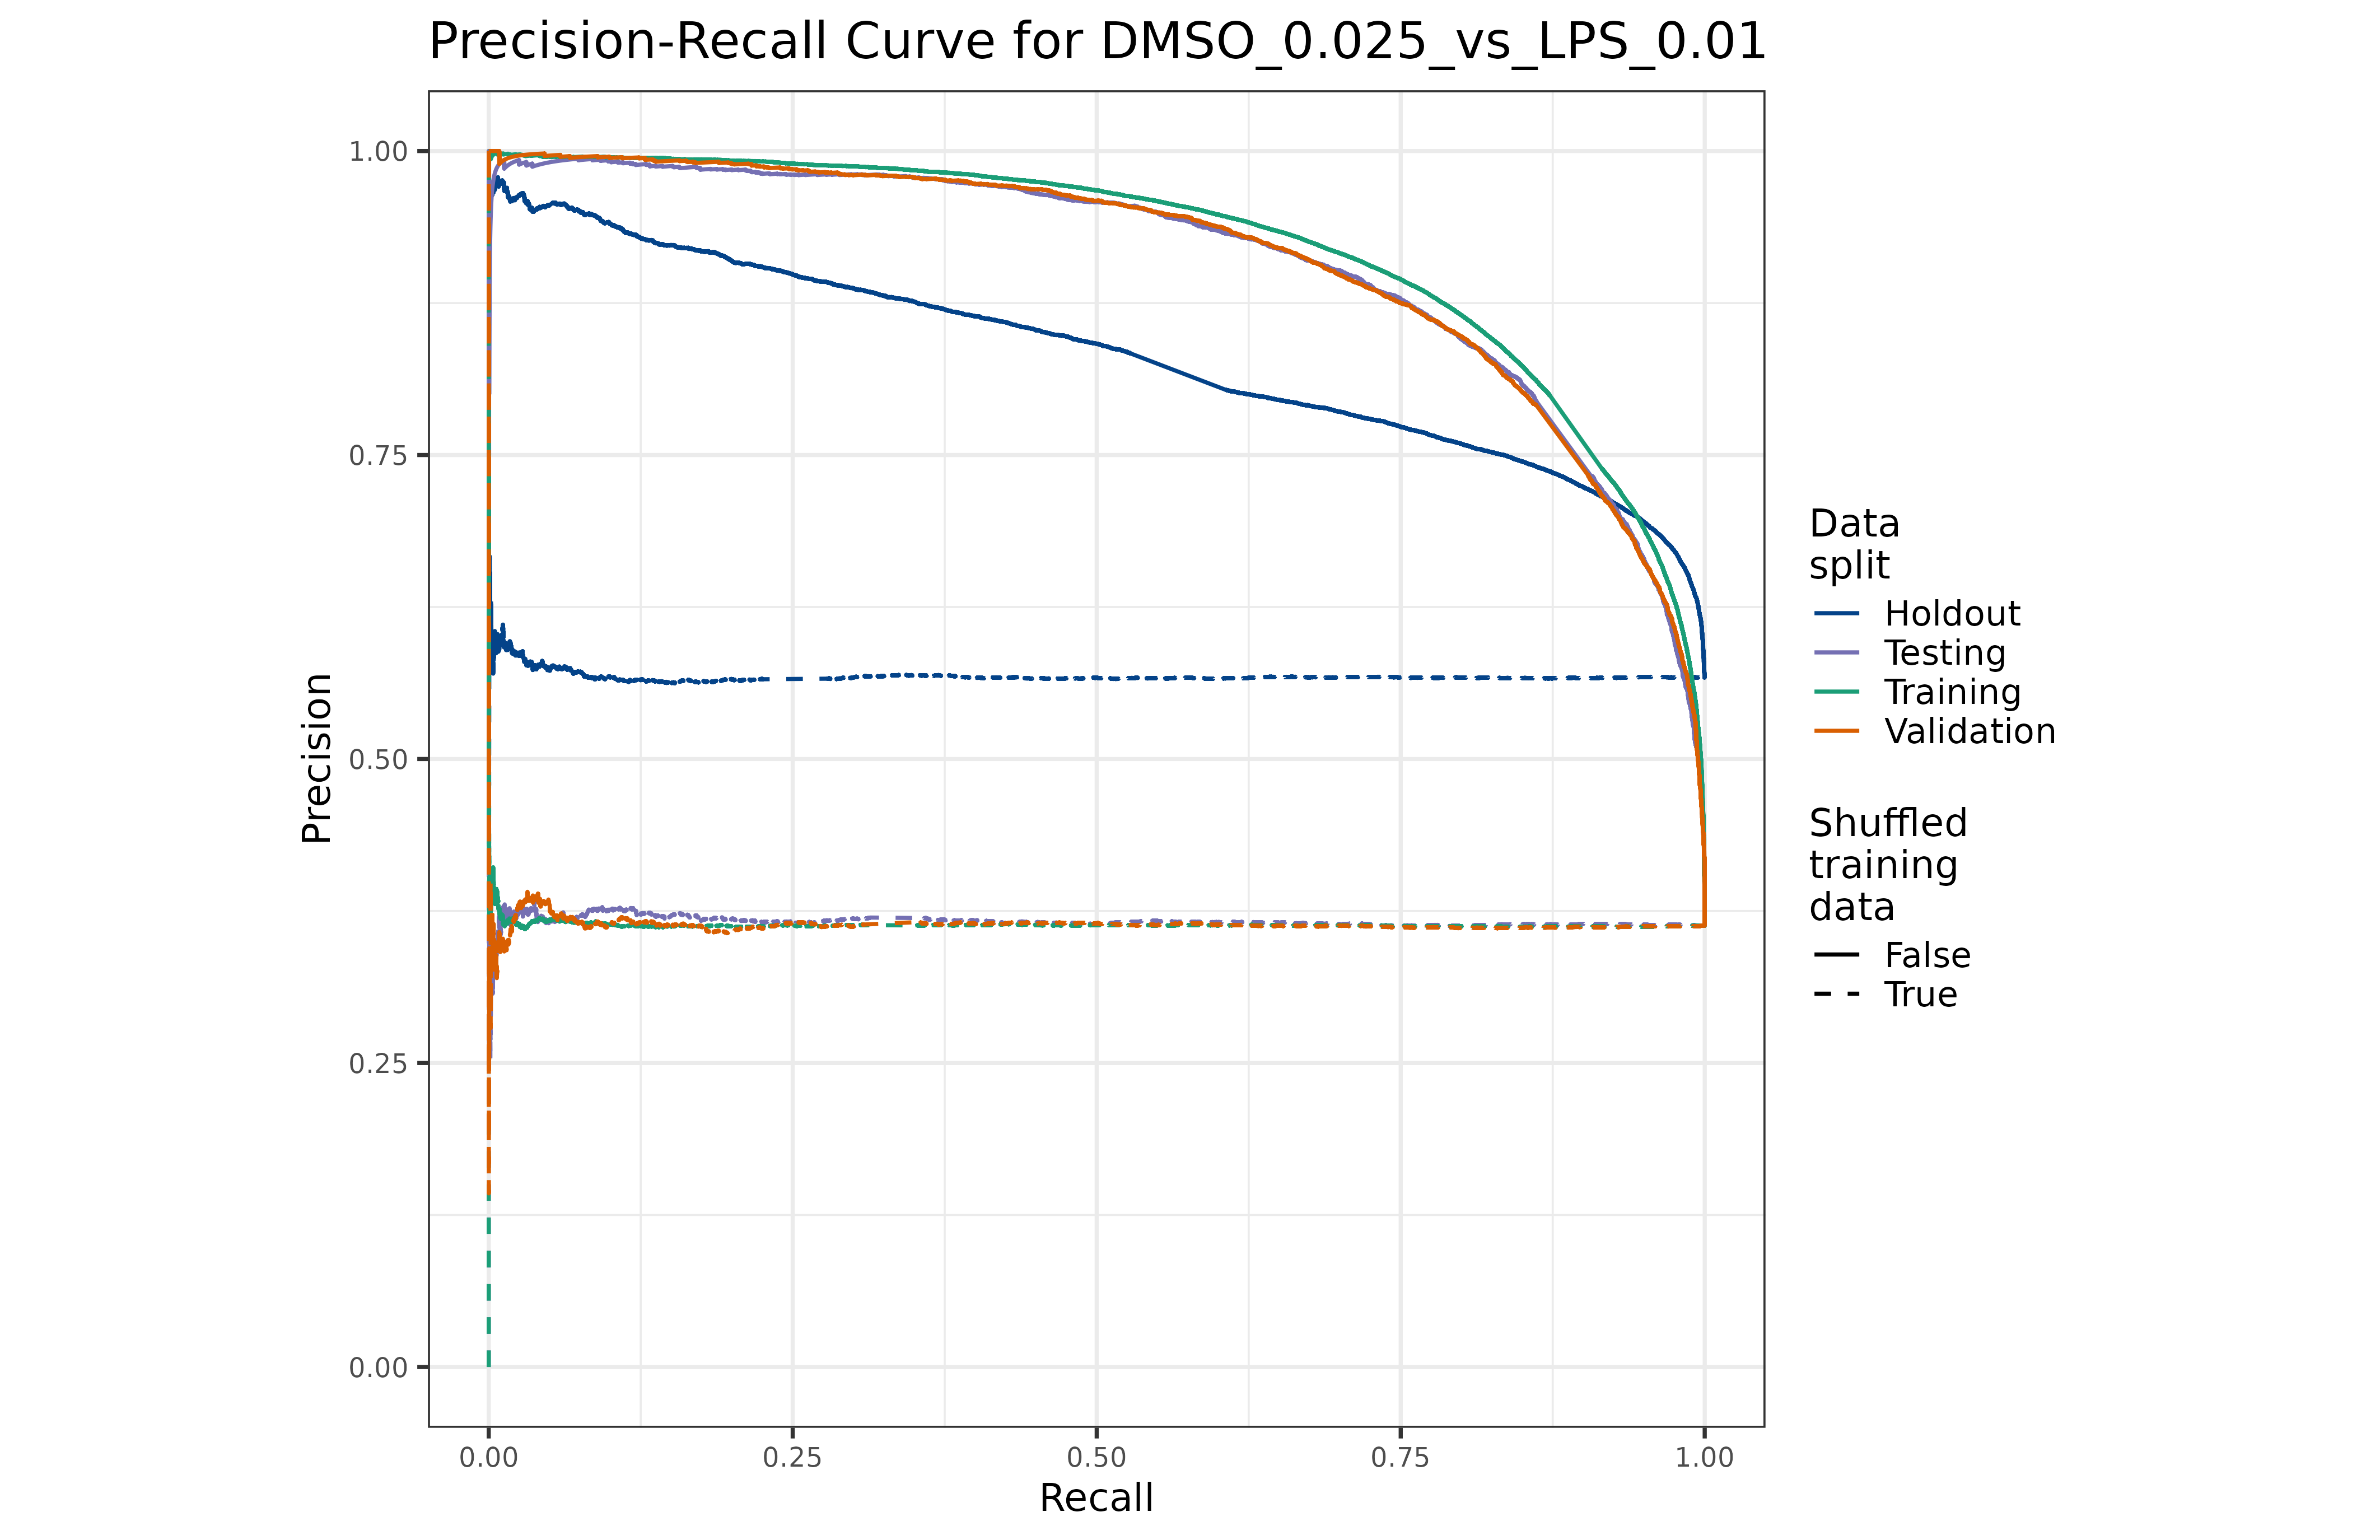 Precision-Recall Curve for DMSO_0.025_vs_LPS_0.01
Precision
1.00
0.75
0.50
0.25
0.00
0.00 0.25 0.50 0.75 1.00
Recall
Data
split
Holdout
Testing
Training
Validation
Shuffled
training
data
False
True